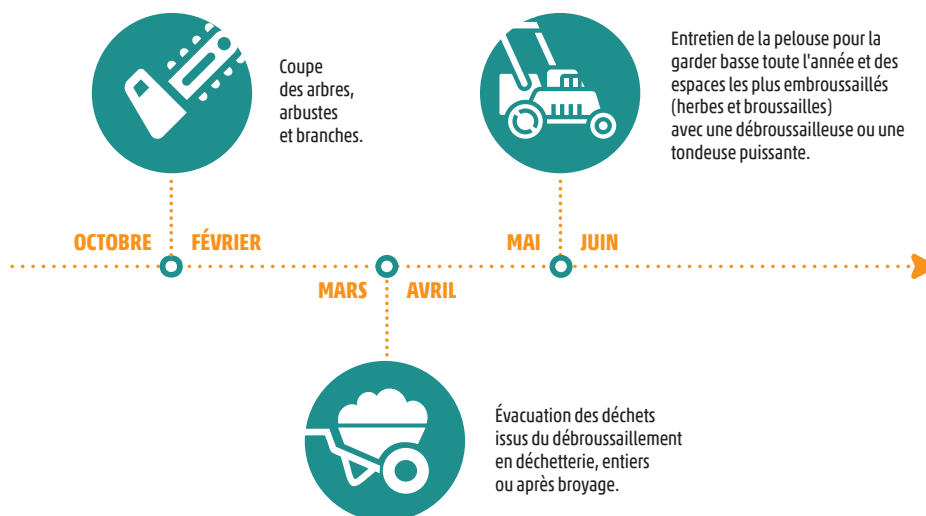 Coupe
des arbres,
arbustes
et branches.
Entretien de la pelouse pour la
garder basse toute l'année et des
espaces les plus embroussaillés
(herbes et broussailles)
avec une débroussailleuse ou une
tondeuse puissante.
OCTOBRE FÉVRIER
MAI JUIN
MARS AVRIL
Évacuation des déchets
issus du débroussaillement
en déchetterie, entiers
ou après broyage.